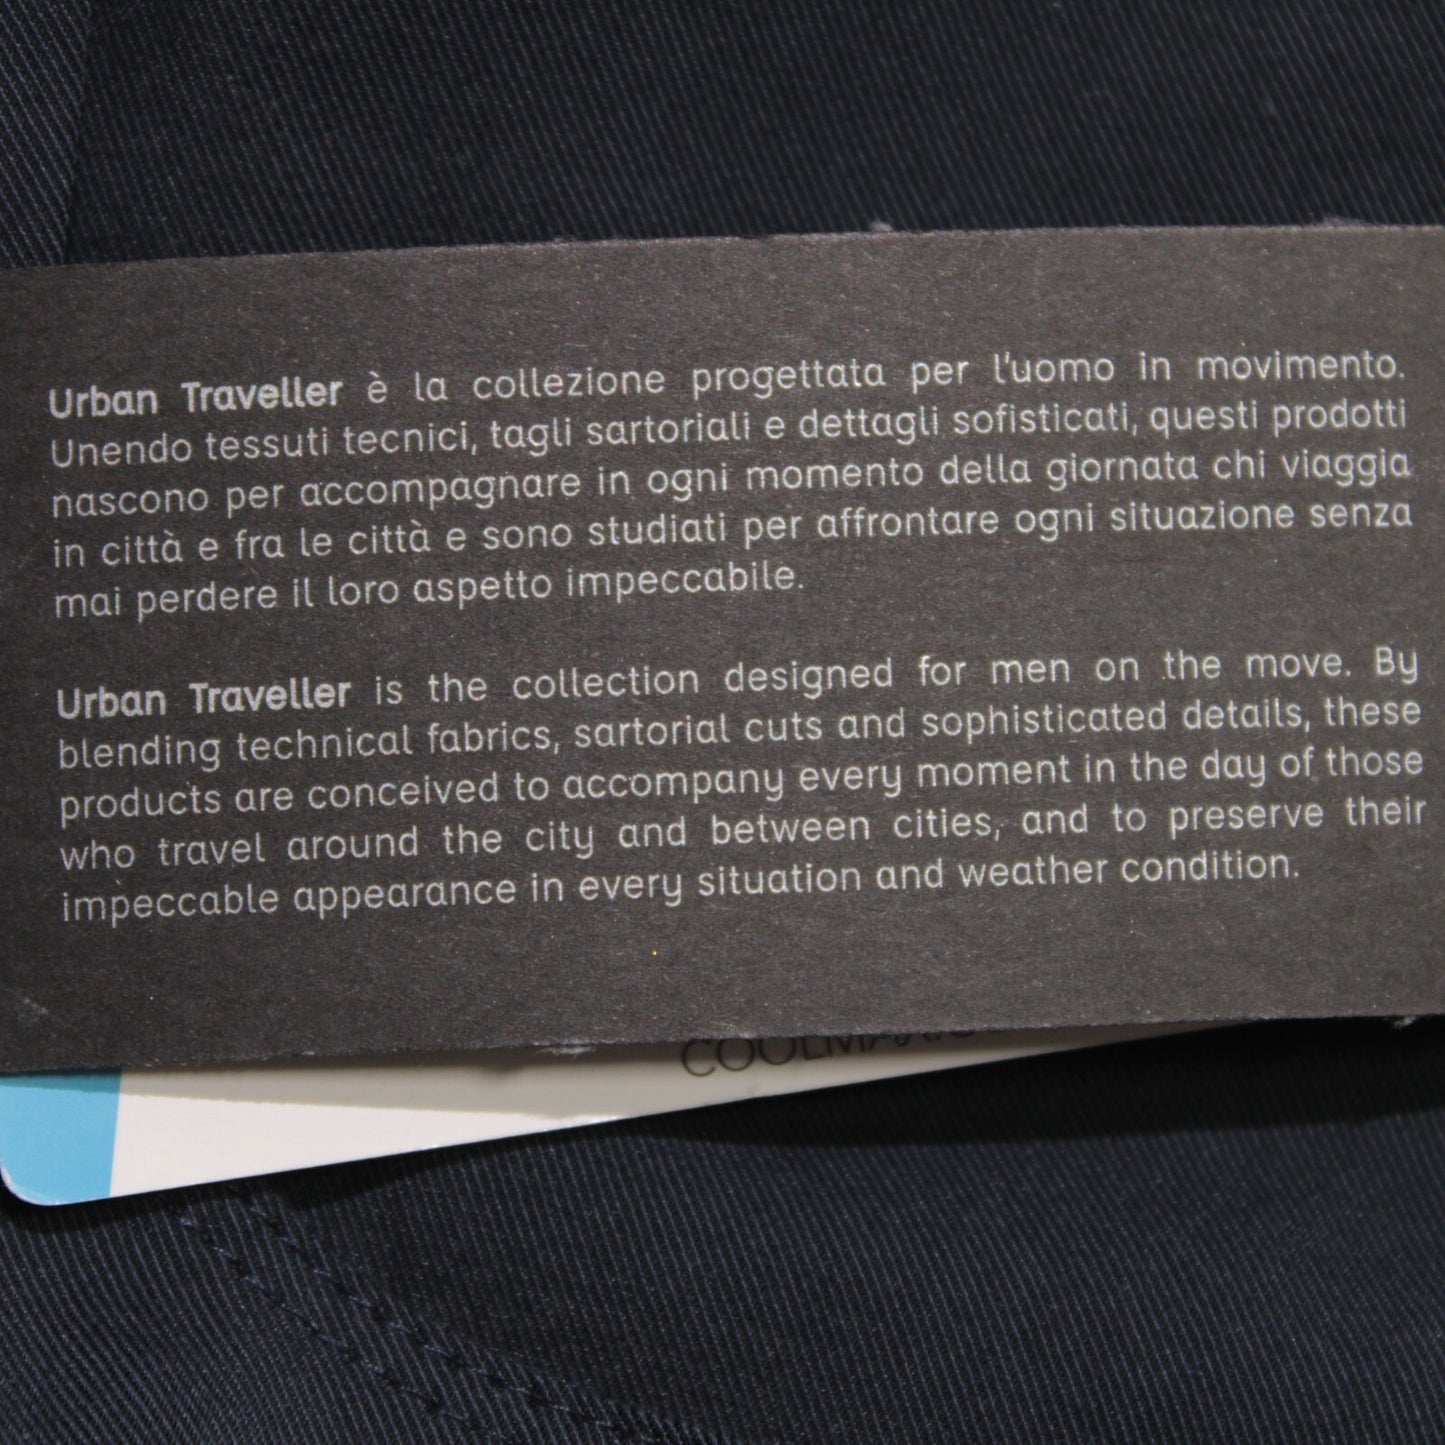 Urban Traveller è la collezione progettata per l'uomo in movimento.
Unendo tessuti tecnici, tagli sartoriali e dettagli sofisticati, questi prodotti
nascono per accompagnare in ogni momento della giornata chi viaggia
in città e fra le città e sono studiati per affrontare ogni situazione senza
mai perdere il loro aspetto impeccabile.
Urban Traveller is the collection designed for men on the move. By
blending technical fabrics, sartorial cuts and sophisticated details, these
products are conceived to accompany every moment in the day of those
who travel around the city and between cities, and to preserve their
impeccable appearance in every situation and weather condition.